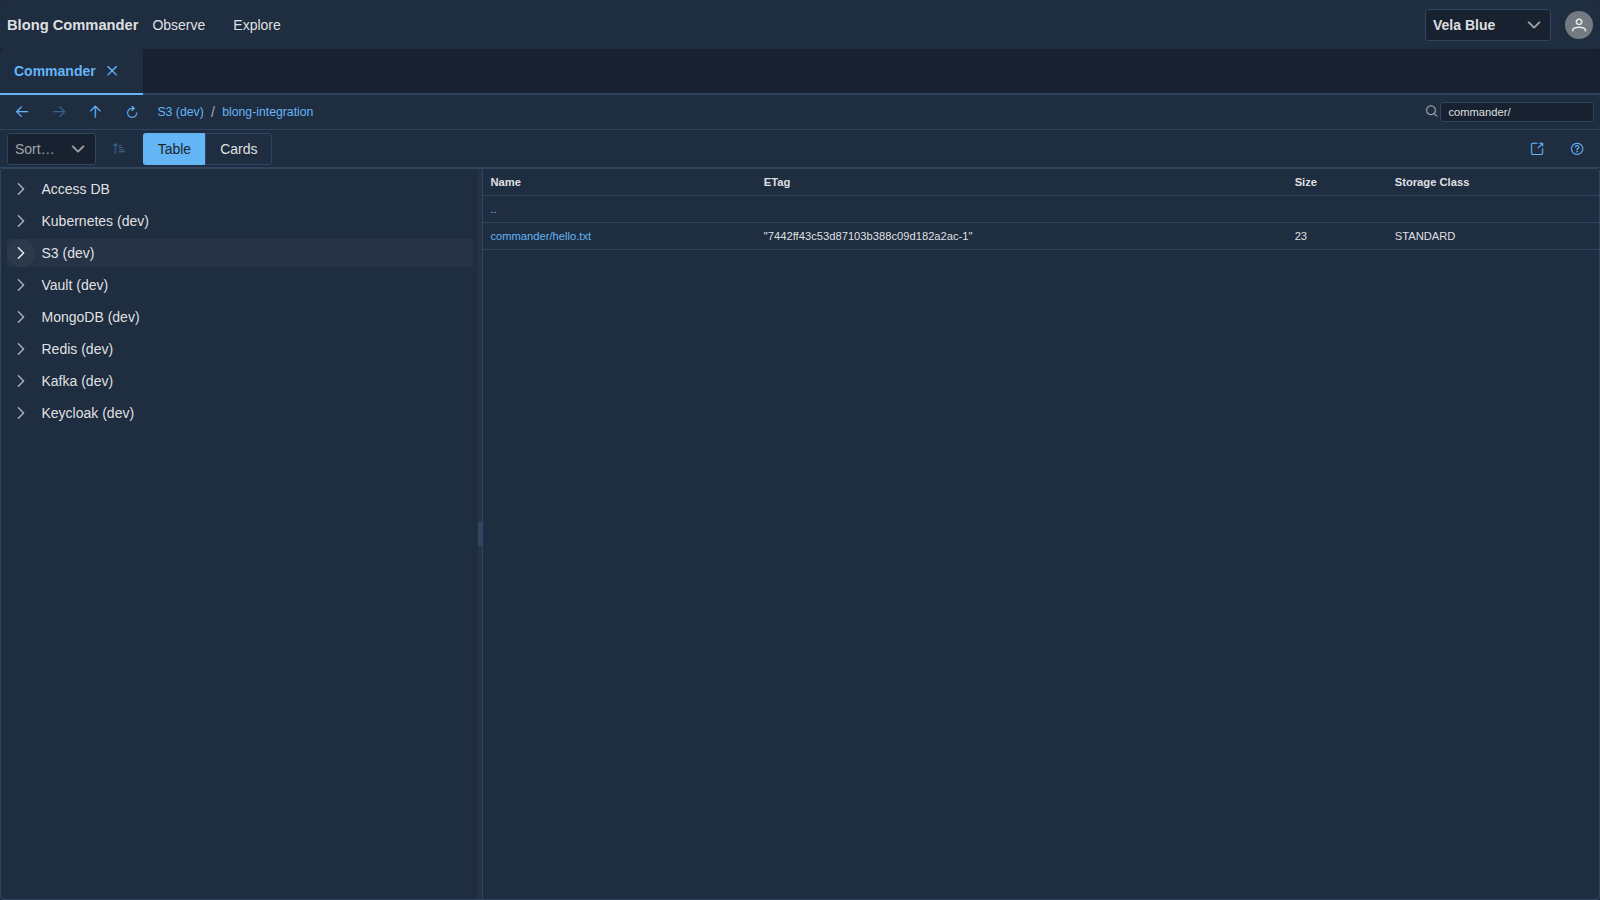 Blong Commander Observe Explore Vela Blue
Commander
S3 (dev) / blong-integration commander/
Sort… Table Cards
Access DB
Kubernetes (dev)
S3 (dev)
Vault (dev)
MongoDB (dev)
Redis (dev)
Kafka (dev)
Keycloak (dev)
Name ETag Size Storage Class
..
commander/hello.txt "7442ff43c53d87103b388c09d182a2ac-1" 23 STANDARD